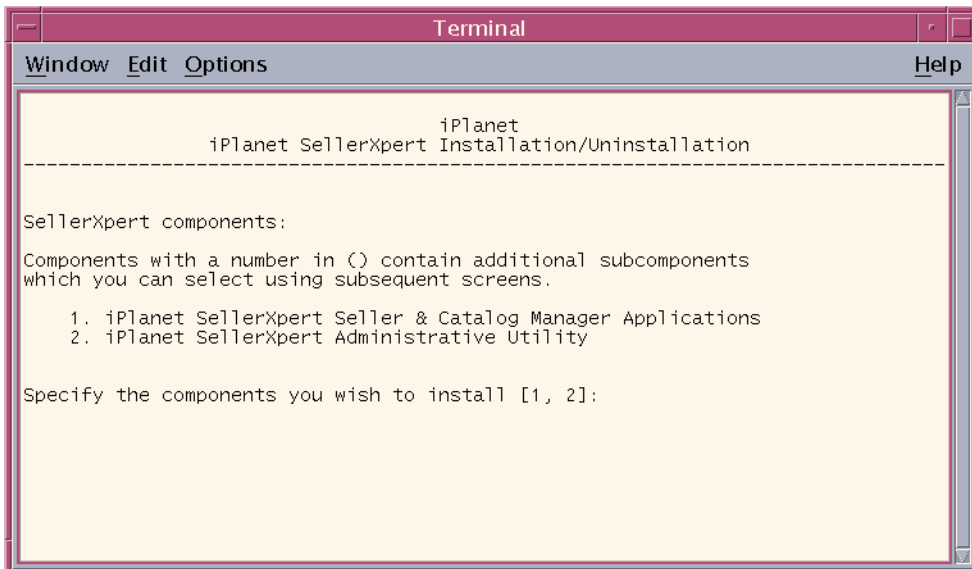 Terminal
Window Edit Options Help
iPlanet
iPlanet SellerXpert Installation/Uninstallation
--------------------------------------------------------------------------------
SellerXpert components:
Components with a number in () contain additional subcomponents
which you can select using subsequent screens.
1. iPlanet SellerXpert Seller & Catalog Manager Applications
2. iPlanet SellerXpert Administrative Utility
Specify the components you wish to install [1, 2]: